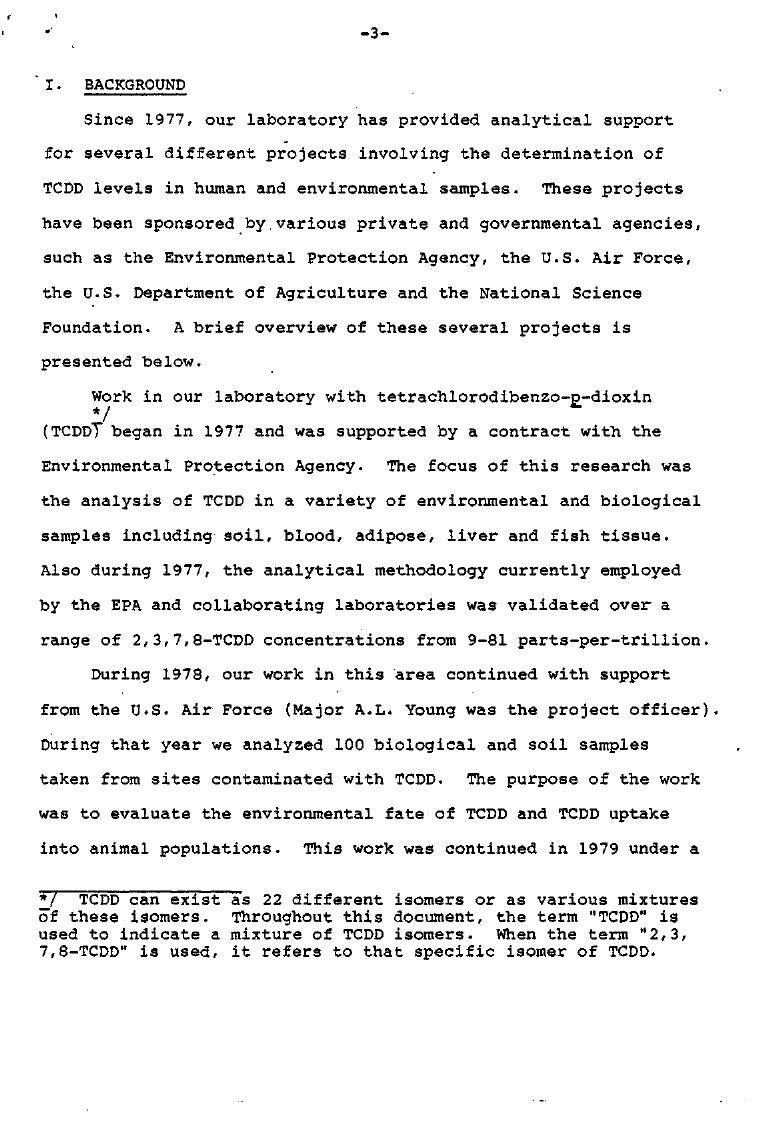 -3-
I. BACKGROUND
Since 1977, our laboratory has provided analytical support
for several different projects involving the determination of
TCDD levels in human and environmental samples. These projects
have been sponsored by various private and governmental agencies,
such as the Environmental Protection Agency, the U.S. Air Force,
the U.S. Department of Agriculture and the National Science
Foundation. A brief overview of these several projects is
presented below.
Work in our laboratory with tetrachlorodibenzo-p-dioxin
*/
(TCDD) began in 1977 and was supported by a contract with the
Environmental Protection Agency. The focus of this research was
the analysis of TCDD in a variety of environmental and biological
samples including soil, blood, adipose, liver and fish tissue.
Also during 1977, the analytical methodology currently employed
by the EPA and collaborating laboratories was validated over a
range of 2,3,7,8-TCDD concentrations from 9-81 parts-per-trillion.
During 1978, our work in this area continued with support
from the U.S. Air Force (Major A.L. Young was the project officer).
During that year we analyzed 100 biological and soil samples
taken from sites contaminated with TCDD. The purpose of the work
was to evaluate the environmental fate of TCDD and TCDD uptake
into animal populations. This work was continued in 1979 under a
*/ TCDD can exist as 22 different isomers or as various mixtures
of these isomers. Throughout this document, the term "TCDD" is
used to indicate a mixture of TCDD isomers. When the term "2,3,
7,8-TCDD" is used, it refers to that specific isomer of TCDD.